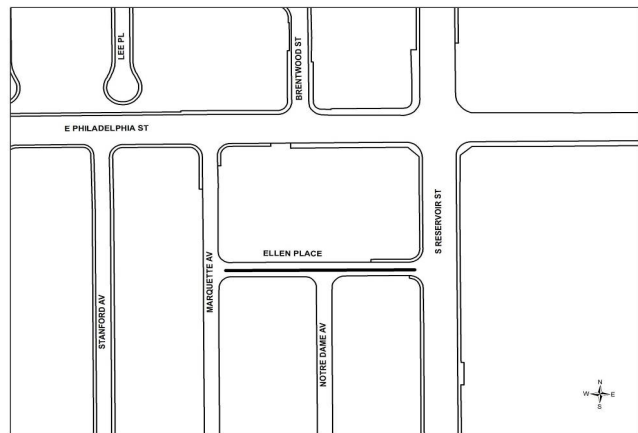 LEE PL
BRENTWOOD ST
E PHILADELPHIA ST
S RESERVOIR ST
ELLEN PLACE
MARQUETTE AV
STANFORD AV
NOTRE DAME AV
N
W E
S